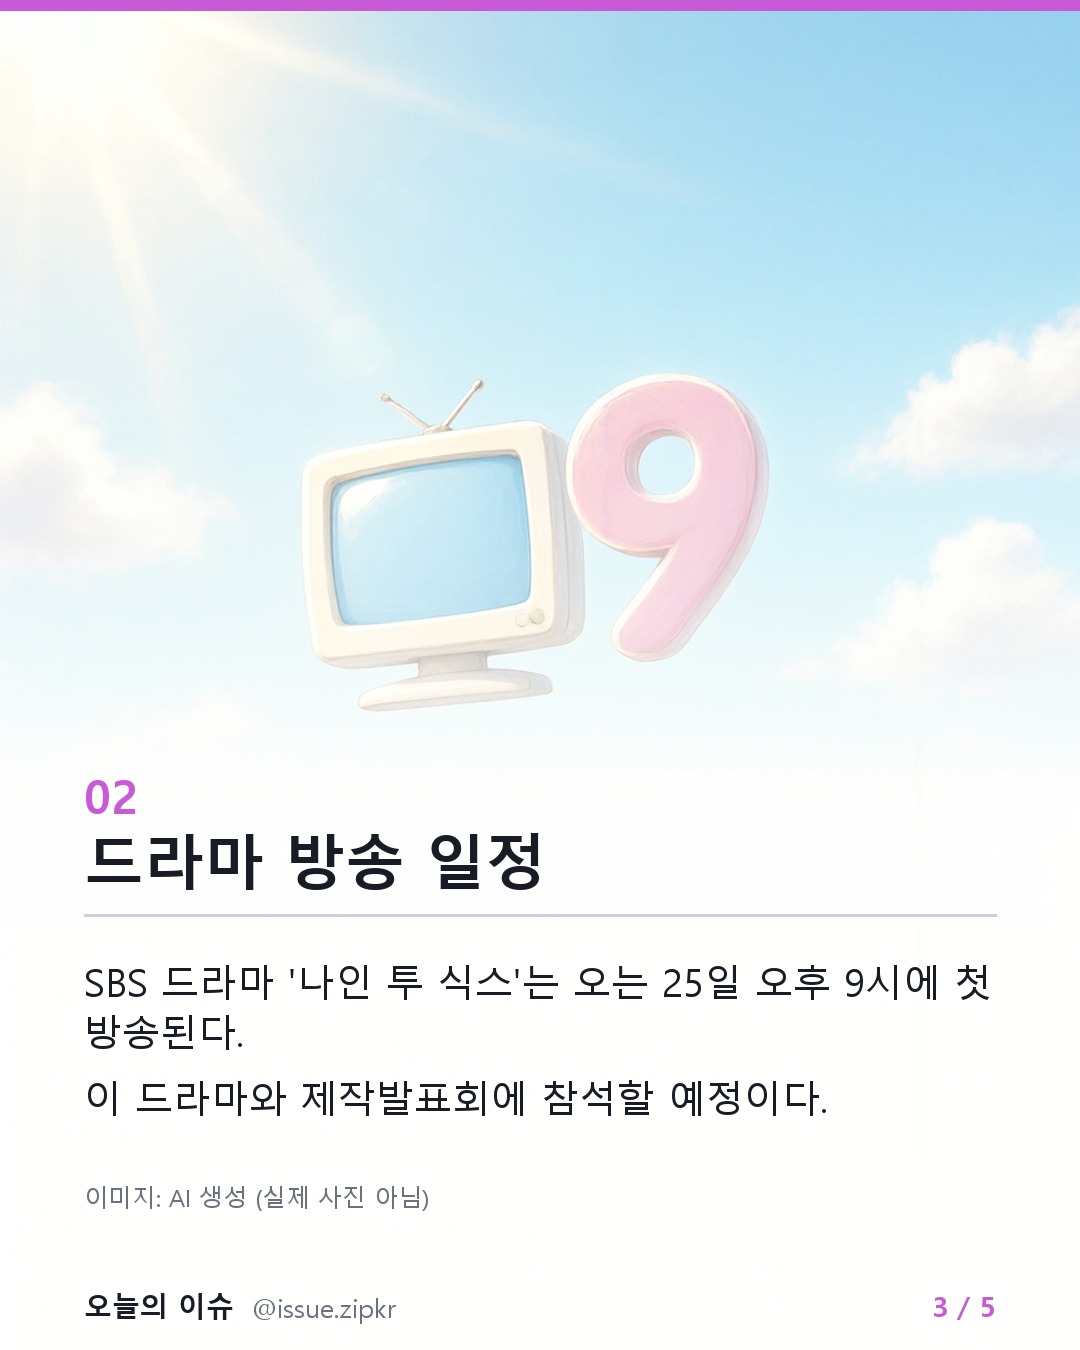 9
02
드라마 방송 일정
SBS 드라마 '나인 투 식스'는 오는 25일 오후 9시에 첫
방송된다.
이 드라마와 제작발표회에 참석할 예정이다.
이미지: AI 생성 (실제 사진 아님)
오늘의 이슈 @issue.zipkr
3 / 5